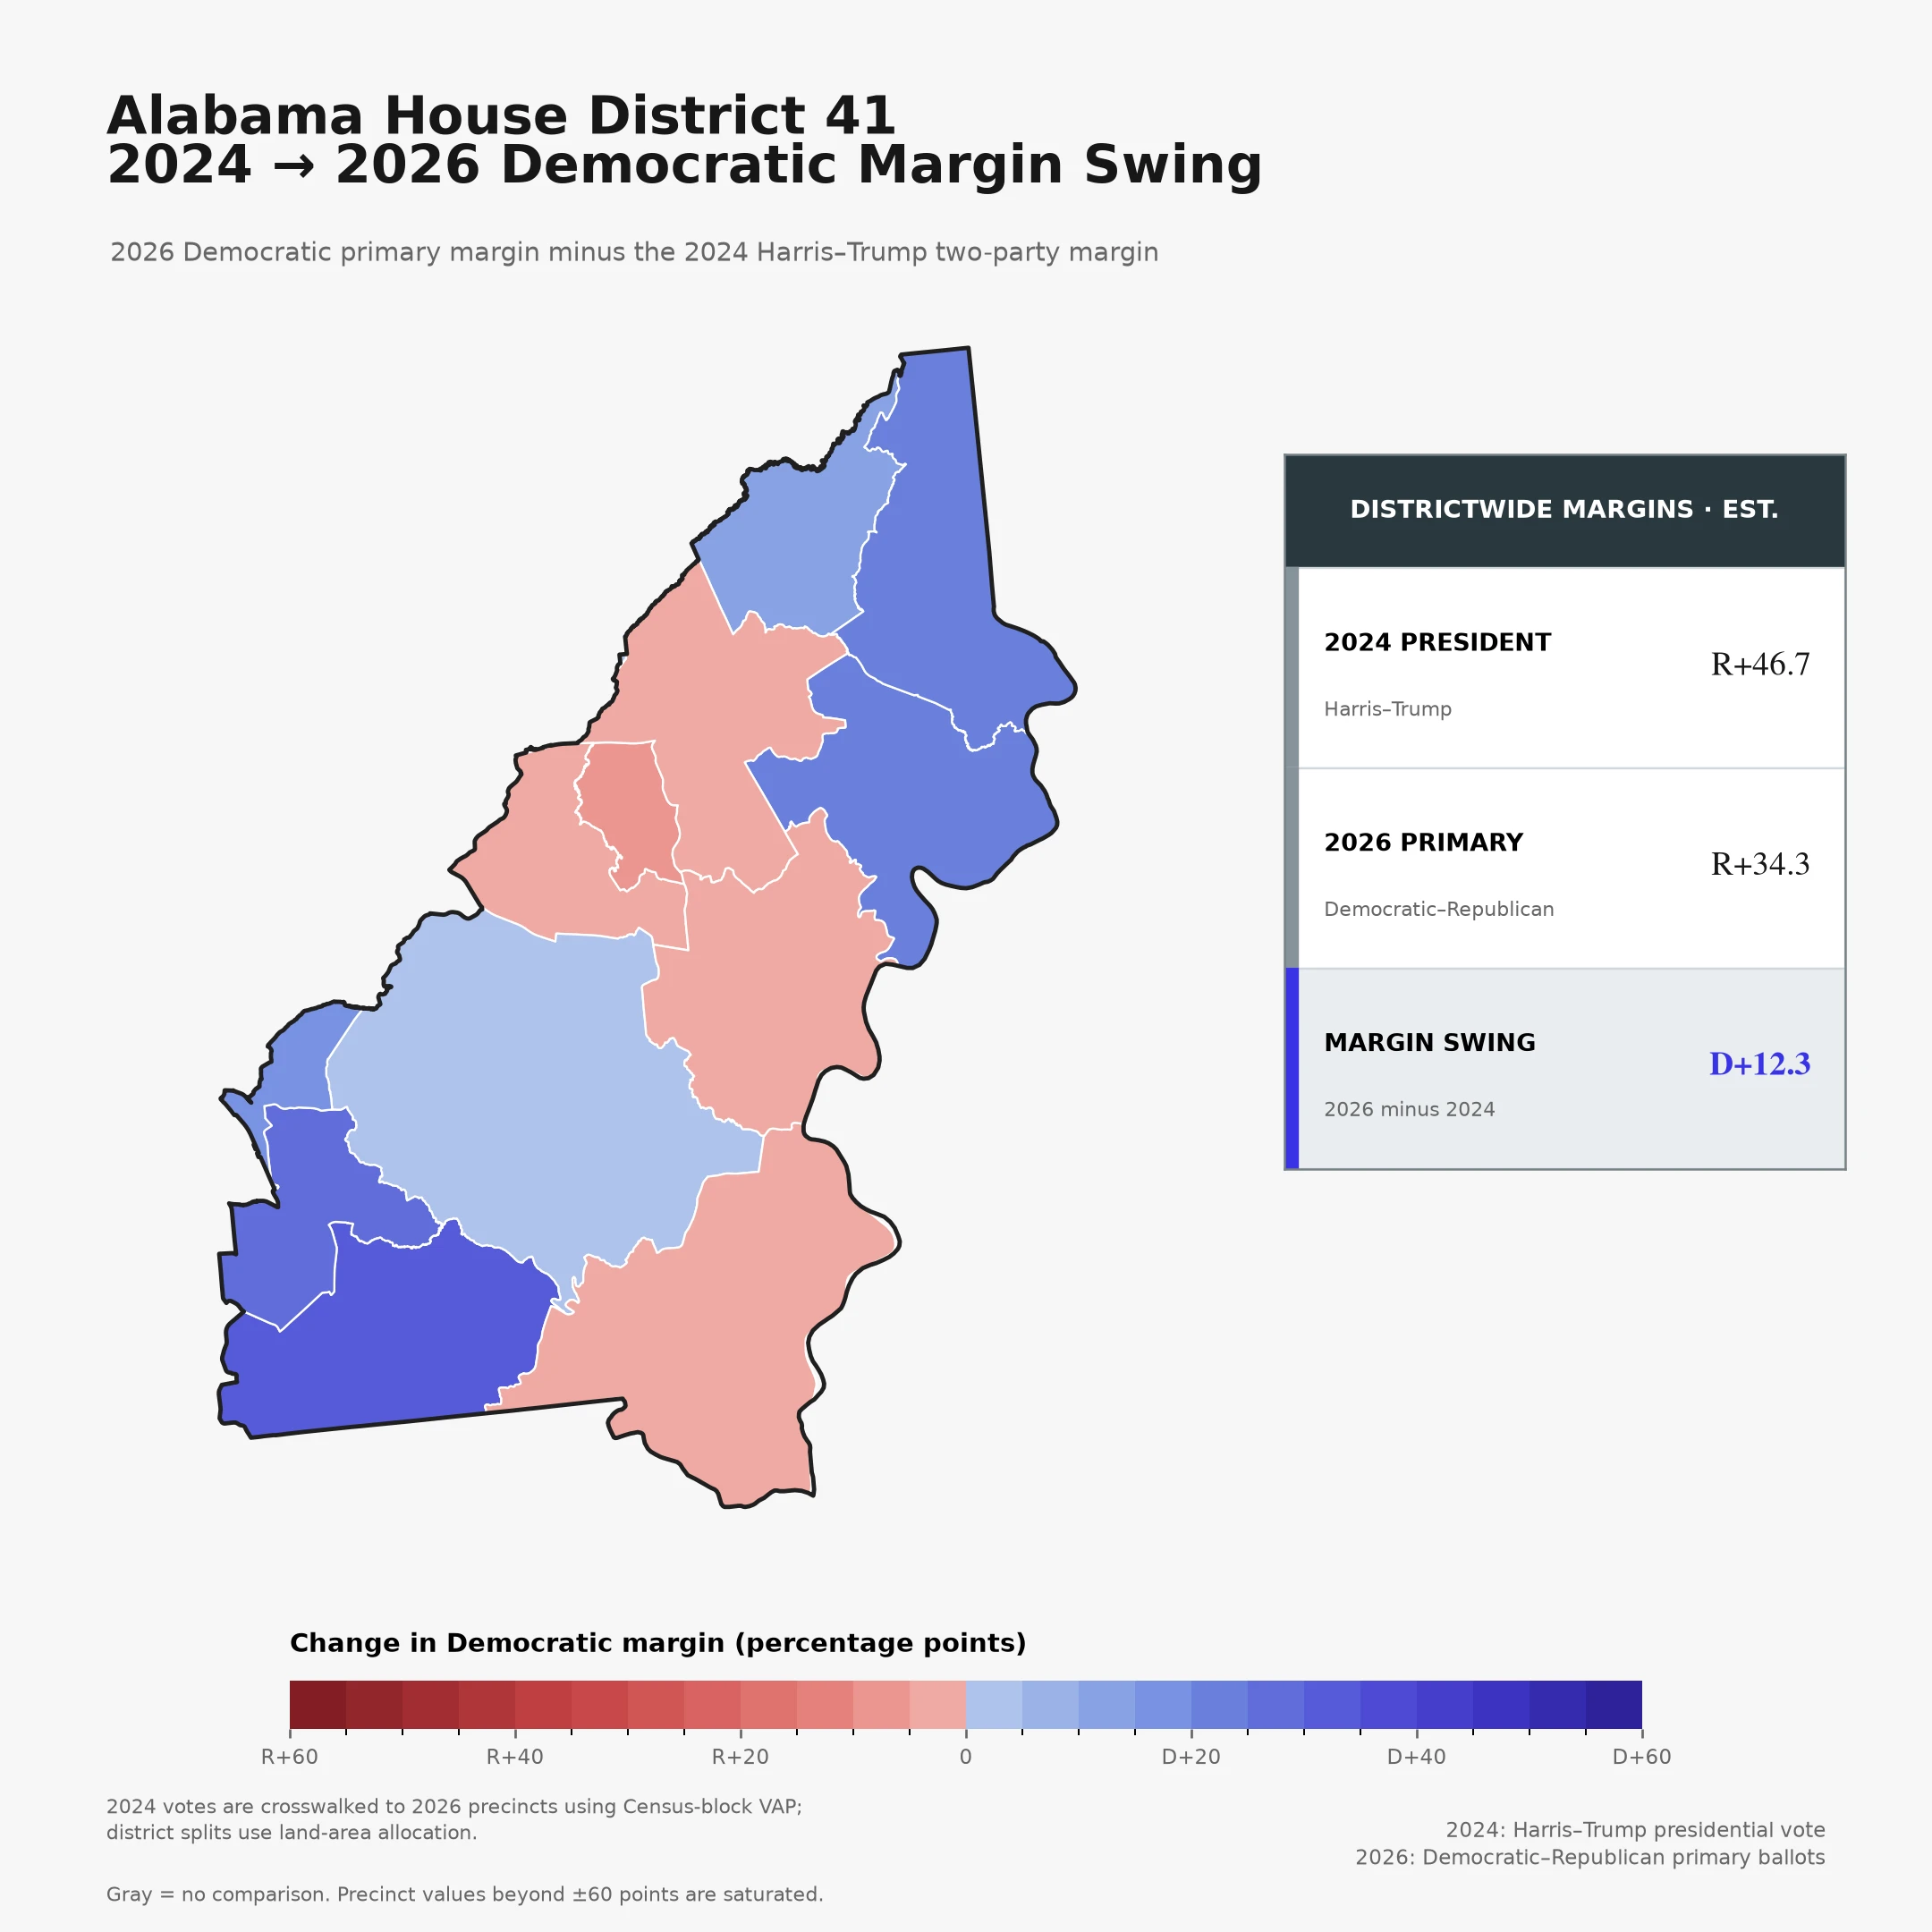 Alabama House District 41
2024 → 2026 Democratic Margin Swing
2026 Democratic primary margin minus the 2024 Harris–Trump two-party margin
DISTRICTWIDE MARGINS · EST.
2024 PRESIDENT
R+46.7
Harris–Trump
2026 PRIMARY
R+34.3
Democratic–Republican
MARGIN SWING
D+12.3
2026 minus 2024
Change in Democratic margin (percentage points)
R+60 R+40 R+20 0 D+20 D+40 D+60
2024 votes are crosswalked to 2026 precincts using Census-block VAP;
district splits use land-area allocation.
2024: Harris–Trump presidential vote
2026: Democratic–Republican primary ballots
Gray = no comparison. Precinct values beyond ±60 points are saturated.